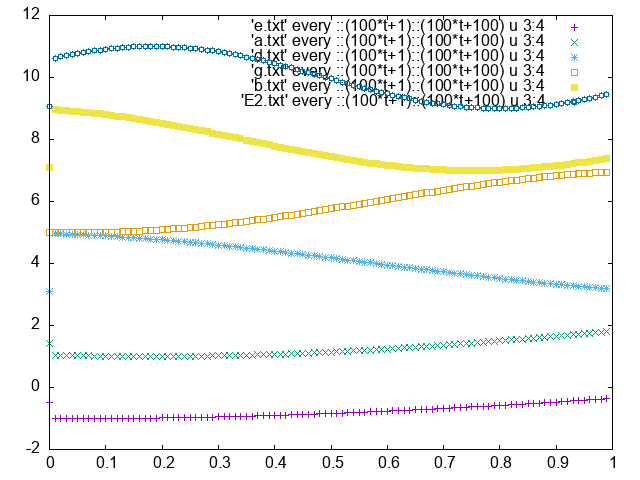 12
10
8
6
4
2
0
-2
'e.txt' every ::(100*t+1)::(100*t+100) u 3:4
'a.txt' every ::(100*t+1)::(100*t+100) u 3:4
'd.txt' every ::(100*t+1)::(100*t+100) u 3:4
'g.txt' every ::(100*t+1)::(100*t+100) u 3:4
'b.txt' every ::(100*t+1)::(100*t+100) u 3:4
'E2.txt' every ::(100*t+1)::(100*t+100) u 3:4
0 0.1 0.2 0.3 0.4 0.5 0.6 0.7 0.8 0.9 1